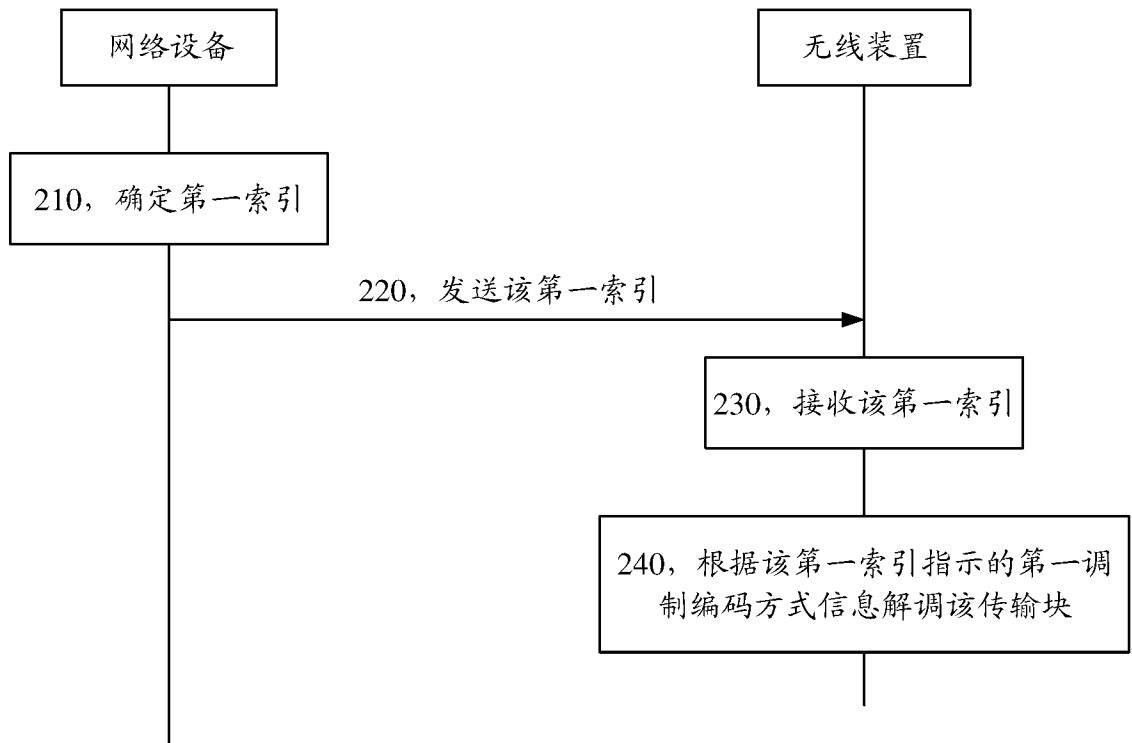 网络设备
无线装置
210，确定第一索引
220，发送该第一索引
230，接收该第一索引
240，根据该第一索引指示的第一调
制编码方式信息解调该传输块